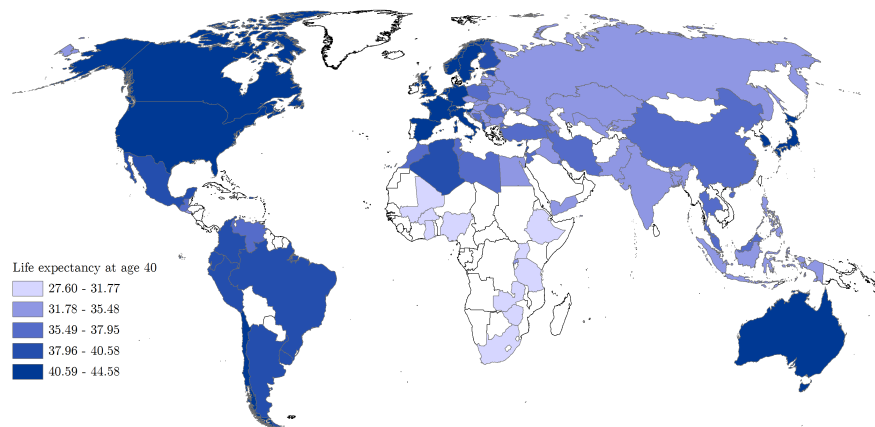 Life expectancy at age 40
27.60 - 31.77
31.78 - 35.48
35.49 - 37.95
37.96 - 40.58
40.59 - 44.58